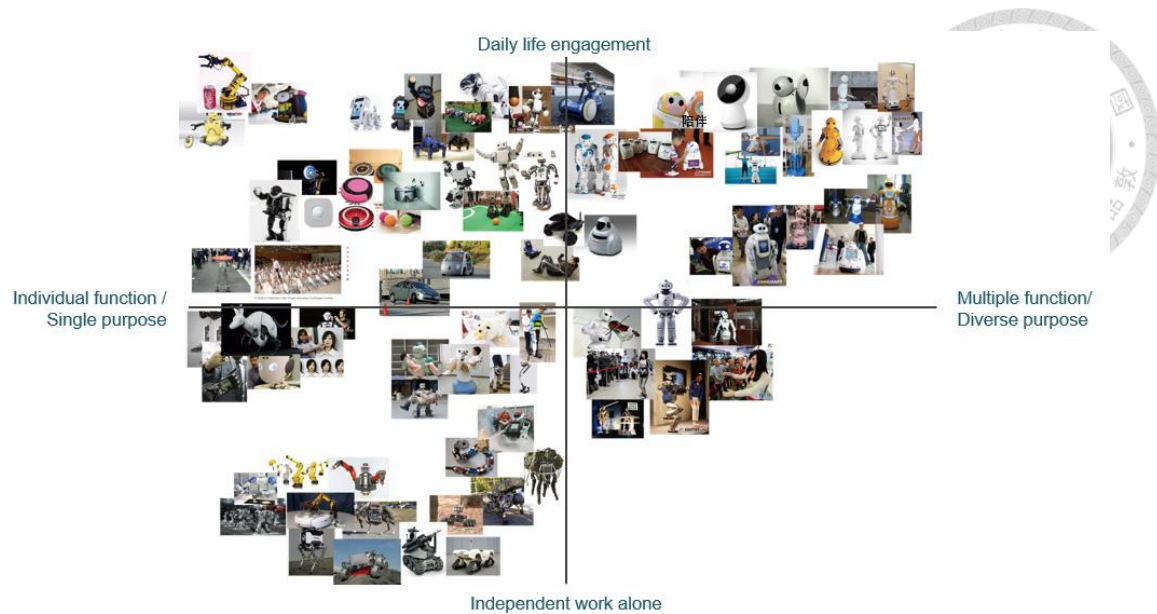 Daily life engagement
陪伴
Individual function /
Single purpose
Multiple function/
Diverse purpose
Independent work alone